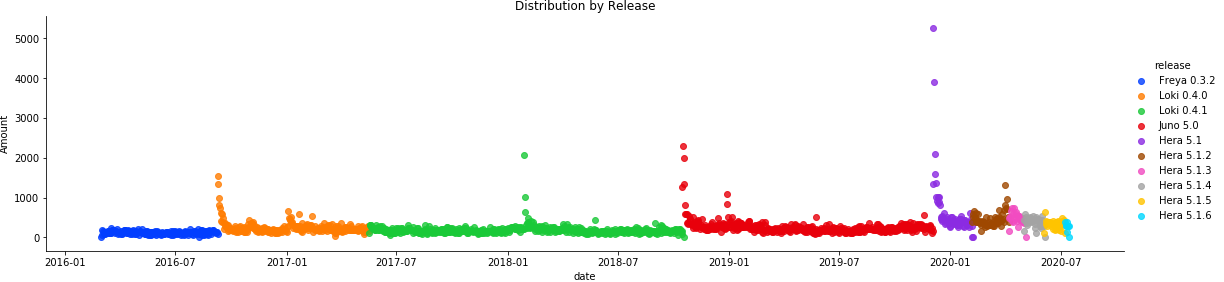 Distribution by Release
Amount
5000
4000
3000
2000
1000
0
2016-01 2016-07 2017-01 2017-07 2018-01 2018-07 2019-01 2019-07 2020-01 2020-07
date
release
Freya 0.3.2
Loki 0.4.0
Loki 0.4.1
Juno 5.0
Hera 5.1
Hera 5.1.2
Hera 5.1.3
Hera 5.1.4
Hera 5.1.5
Hera 5.1.6